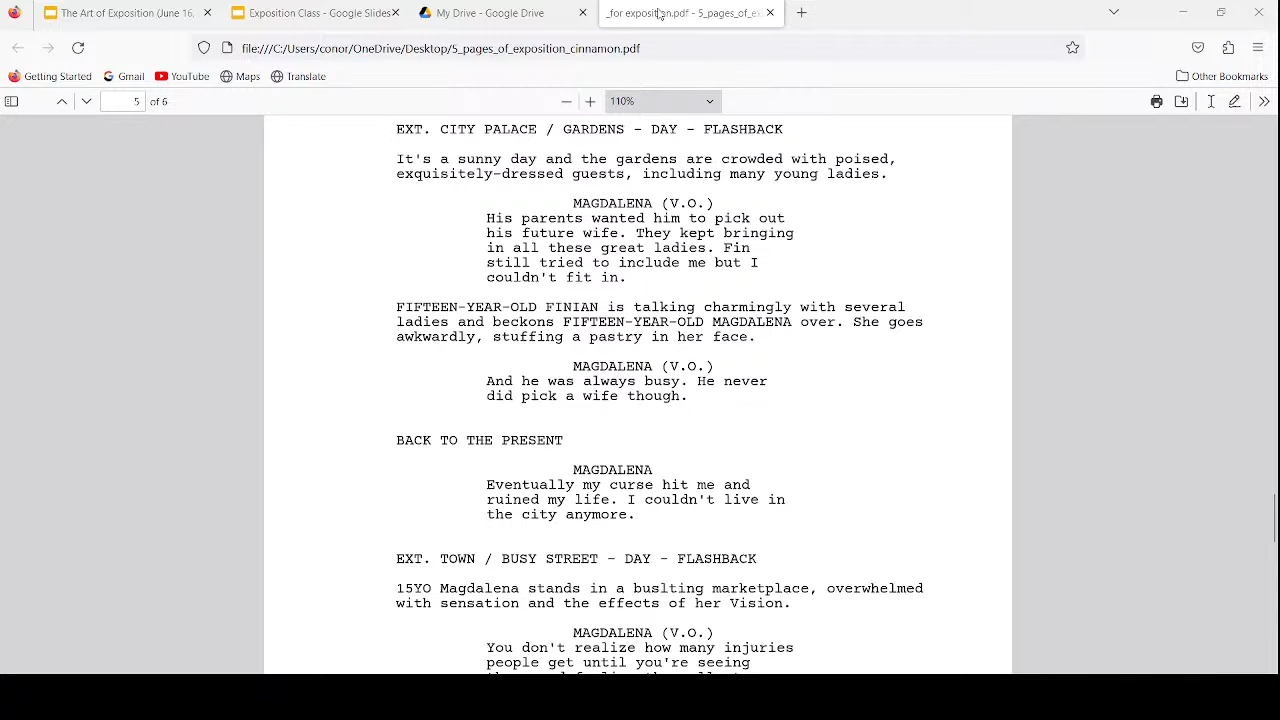 The Art of Exposition (June 16,
Exposition Class - Google Slides
My Drive - Google Drive
_for exposition.pdf - 5_pages_of_ex
file:///C:/Users/conor/OneDrive/Desktop/5_pages_of_exposition_cinnamon.pdf
Getting Started
Gmail
YouTube
Maps
Translate
Other Bookmarks
5 of 6
110%
EXT. CITY PALACE / GARDENS - DAY - FLASHBACK
It's a sunny day and the gardens are crowded with poised,
exquisitely-dressed guests, including many young ladies.
MAGDALENA (V.O.)
His parents wanted him to pick out
his future wife. They kept bringing
in all these great ladies. Fin
still tried to include me but I
couldn't fit in.
FIFTEEN-YEAR-OLD FINIAN is talking charmingly with several
ladies and beckons FIFTEEN-YEAR-OLD MAGDALENA over. She goes
awkwardly, stuffing a pastry in her face.
MAGDALENA (V.O.)
And he was always busy. He never
did pick a wife though.
BACK TO THE PRESENT
MAGDALENA
Eventually my curse hit me and
ruined my life. I couldn't live in
the city anymore.
EXT. TOWN / BUSY STREET - DAY - FLASHBACK
15YO Magdalena stands in a buslting marketplace, overwhelmed
with sensation and the effects of her Vision.
MAGDALENA (V.O.)
You don't realize how many injuries
people get until you're seeing